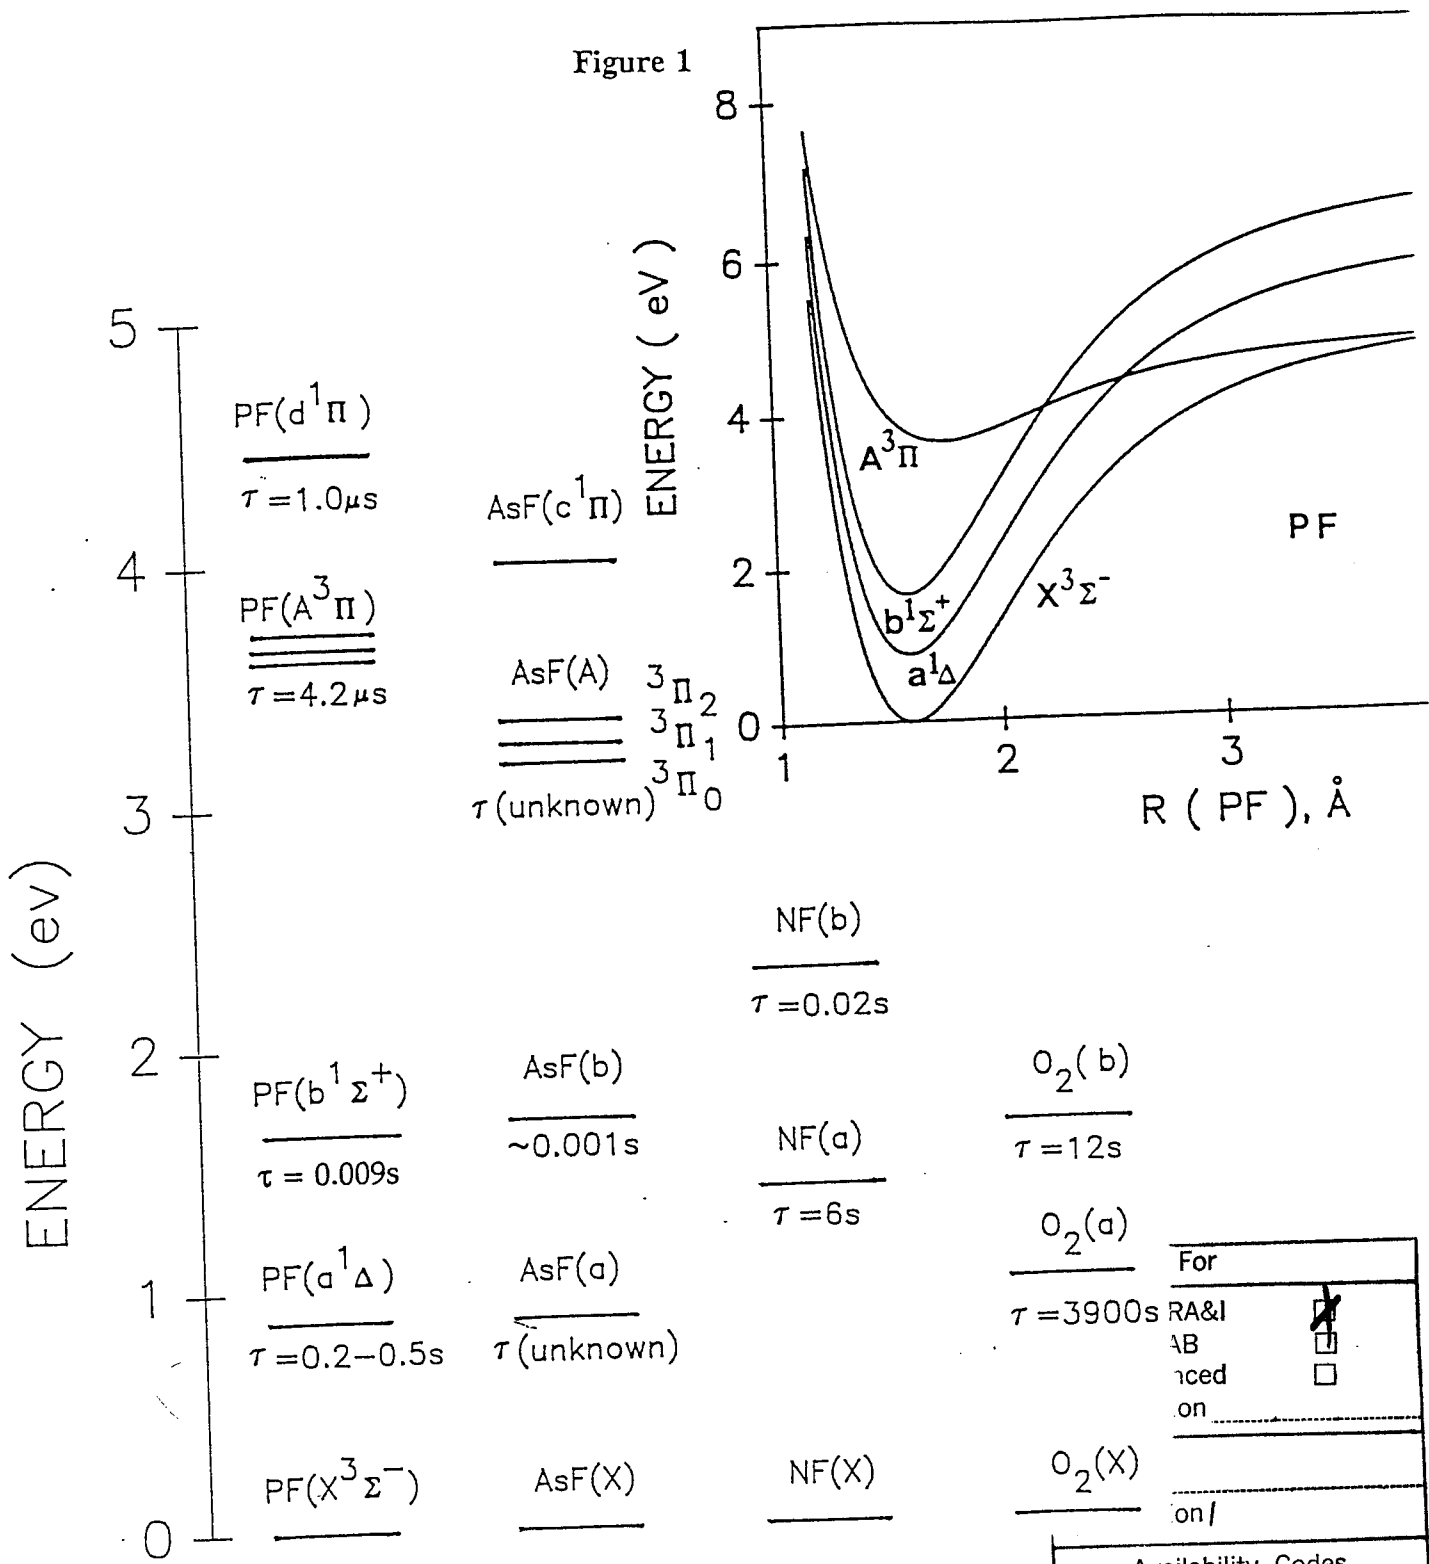 Figure 1
8
6
4
2
0
ENERGY ( eV )
A³Π
b¹Σ⁺
a¹Δ
X³Σ⁻
PF
1
2
3
R ( PF ), Å
5
4
3
2
1
0
ENERGY (ev)
PF(d¹Π )
τ=1.0μs
AsF(c¹Π)
PF(A³Π)
τ=4.2μs
AsF(A)
³Π₂
³Π₁
³Π₀
τ(unknown)
NF(b)
τ=0.02s
PF(b¹Σ⁺)
τ = 0.009s
AsF(b)
~0.001s
NF(a)
τ=6s
O₂(b)
τ=12s
O₂(a)
τ=3900s
PF(a¹Δ)
τ=0.2-0.5s
AsF(a)
τ(unknown)
PF(X³Σ⁻)
AsF(X)
NF(X)
O₂(X)
For
RA&I
AB
nced
on
on/
Availability Codes